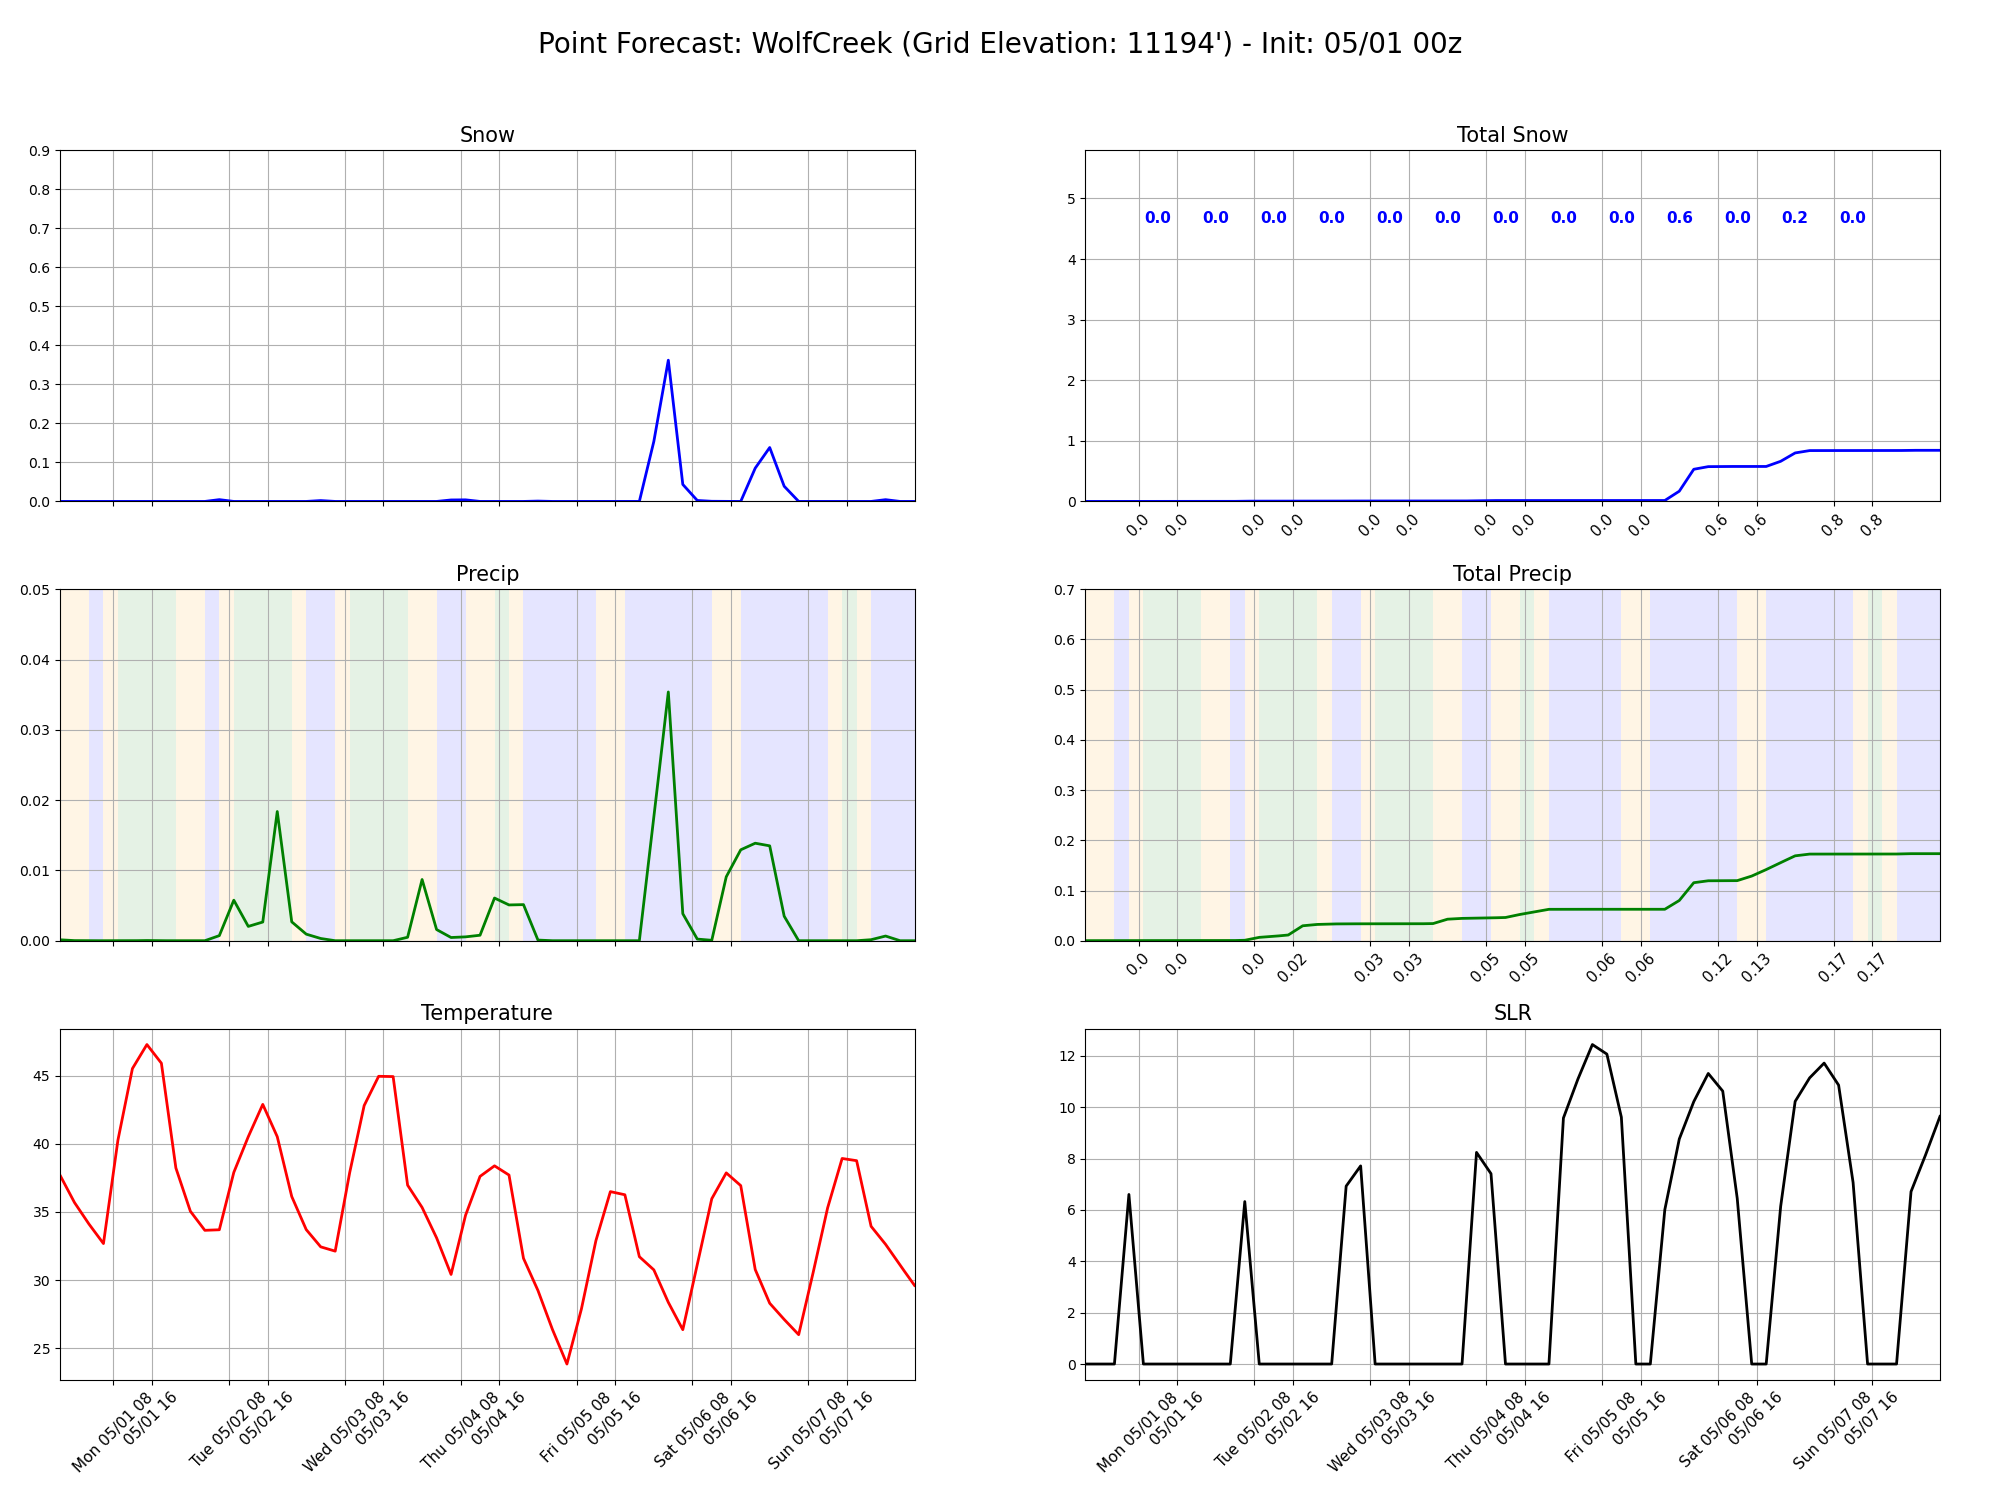 Point Forecast: WolfCreek (Grid Elevation: 11194') - Init: 05/01 00z
Snow
0.9
0.8
0.7
0.6
0.5
0.4
0.3
0.2
0.1
0.0
Total Snow
5
4
3
2
1
0
0.0 0.0 0.0 0.0 0.0 0.0 0.0 0.0 0.0 0.6 0.0 0.2 0.0
0.0 0.0 0.0 0.0 0.0 0.0 0.0 0.0 0.0 0.0 0.6 0.6 0.8 0.8
Precip
0.05
0.04
0.03
0.02
0.01
0.00
Total Precip
0.7
0.6
0.5
0.4
0.3
0.2
0.1
0.0
0.0 0.0 0.0 0.02 0.03 0.03 0.05 0.05 0.06 0.06 0.12 0.13 0.17 0.17
Temperature
45
40
35
30
25
Mon 05/01 08
05/01 16
Tue 05/02 08
05/02 16
Wed 05/03 08
05/03 16
Thu 05/04 08
05/04 16
Fri 05/05 08
05/05 16
Sat 05/06 08
05/06 16
Sun 05/07 08
05/07 16
SLR
12
10
8
6
4
2
0
Mon 05/01 08
05/01 16
Tue 05/02 08
05/02 16
Wed 05/03 08
05/03 16
Thu 05/04 08
05/04 16
Fri 05/05 08
05/05 16
Sat 05/06 08
05/06 16
Sun 05/07 08
05/07 16